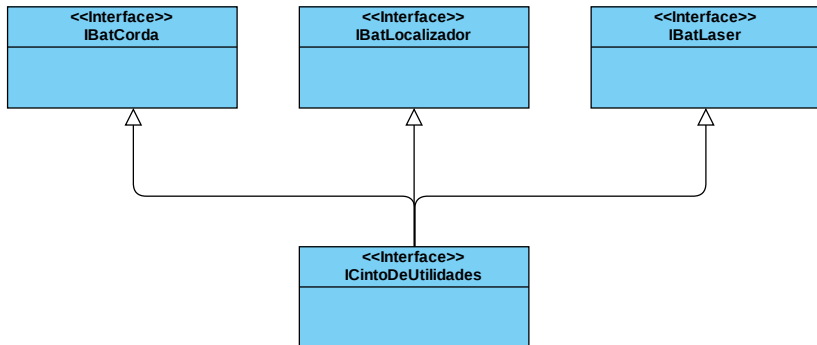 <<Interface>>
IBatCorda
<<Interface>>
IBatLocalizador
<<Interface>>
IBatLaser
<<Interface>>
ICintoDeUtilidades